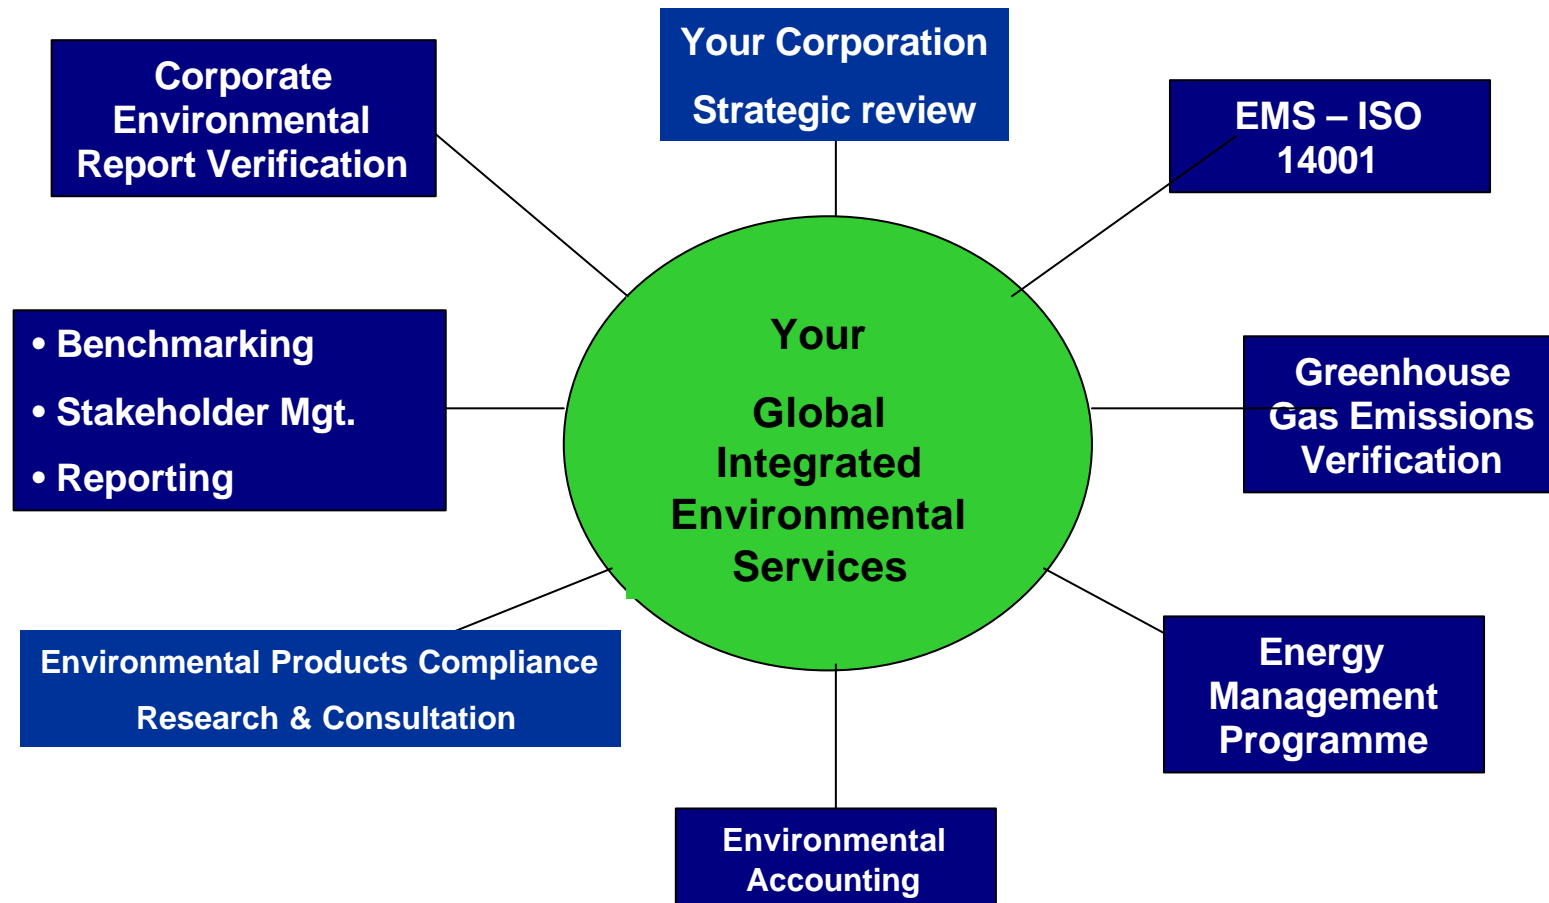 Your Corporation
Strategic review
Corporate
Environmental
Report Verification
EMS – ISO
14001
• Benchmarking
• Stakeholder Mgt.
• Reporting
Your
Global
Integrated
Environmental
Services
Greenhouse
Gas Emissions
Verification
Environmental Products Compliance
Research & Consultation
Energy
Management
Programme
Environmental
Accounting